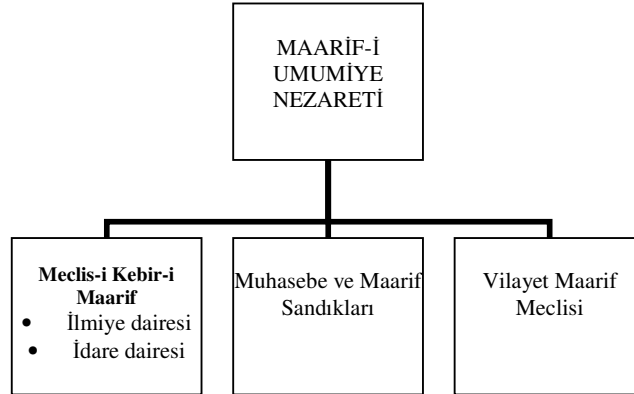 MAARİF-İ
UMUMİYE
NEZARETİ
Meclis-i Kebir-i
Maarif
• İlmiye dairesi
• İdare dairesi
Muhasebe ve Maarif
Sandıkları
Vilayet Maarif
Meclisi